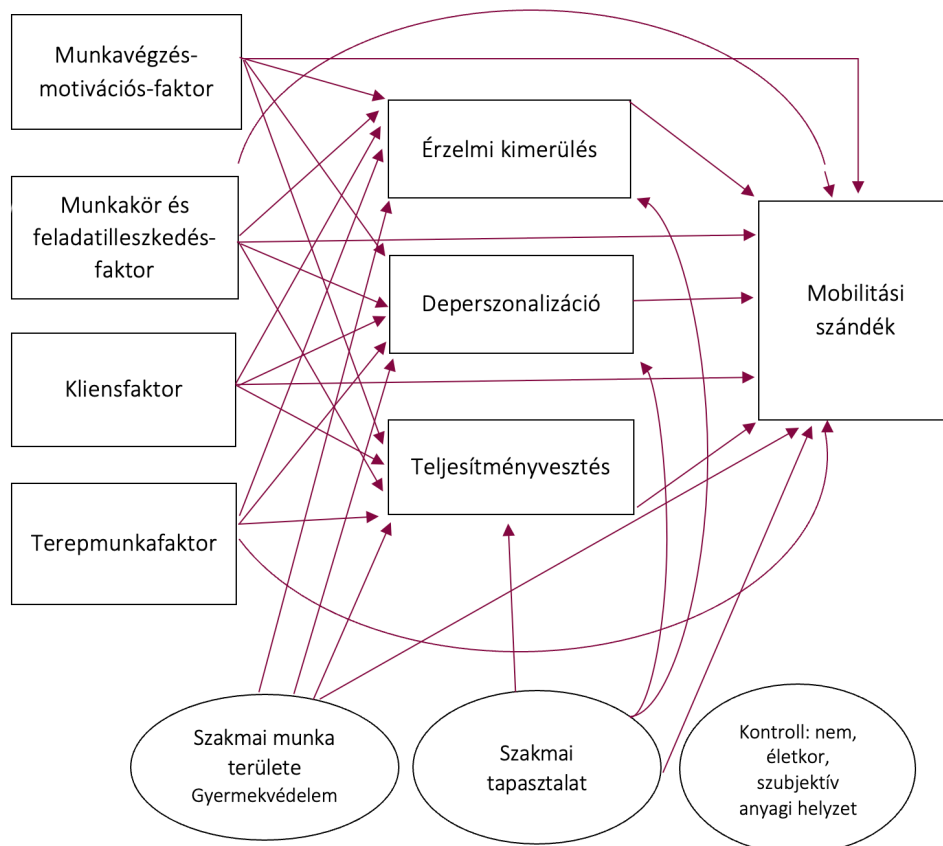 Munkavégzés-
motivációs-faktor
Érzelmi kimerülés
Munkakör és
feladatilleszkedés-
faktor
Deperszonalizáció
Mobilitási
szándék
Kliensfaktor
Teljesítményvesztés
Terepmunkafaktor
Szakmai munka
területe
Gyermekvédelem
Szakmai
tapasztalat
Kontroll: nem,
életkor,
szubjektív
anyagi helyzet